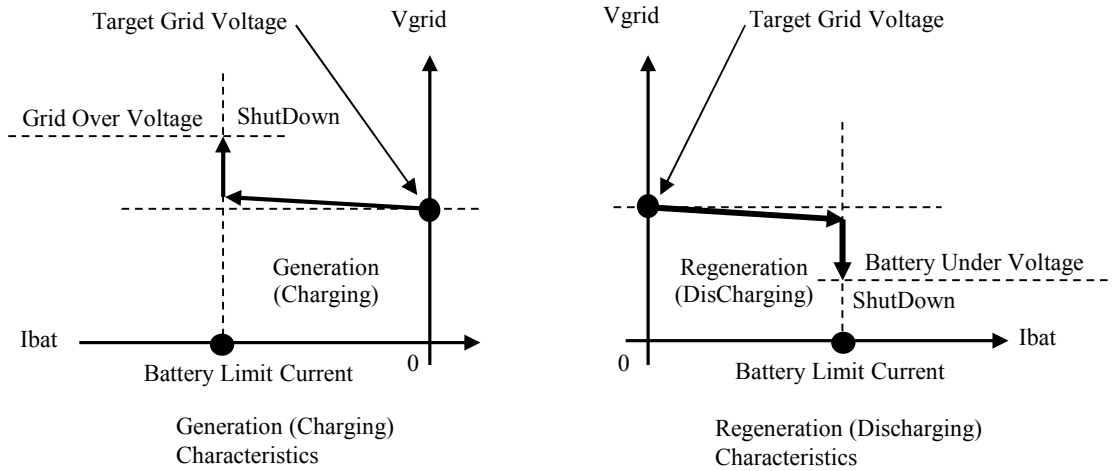 Target Grid Voltage
Vgrid
Grid Over Voltage
ShutDown
Generation
(Charging)
Ibat
0
Battery Limit Current
Generation (Charging)
Characteristics
Vgrid
Target Grid Voltage
Regeneration
(DisCharging)
Battery Under Voltage
ShutDown
Ibat
0
Battery Limit Current
Regeneration (Discharging)
Characteristics